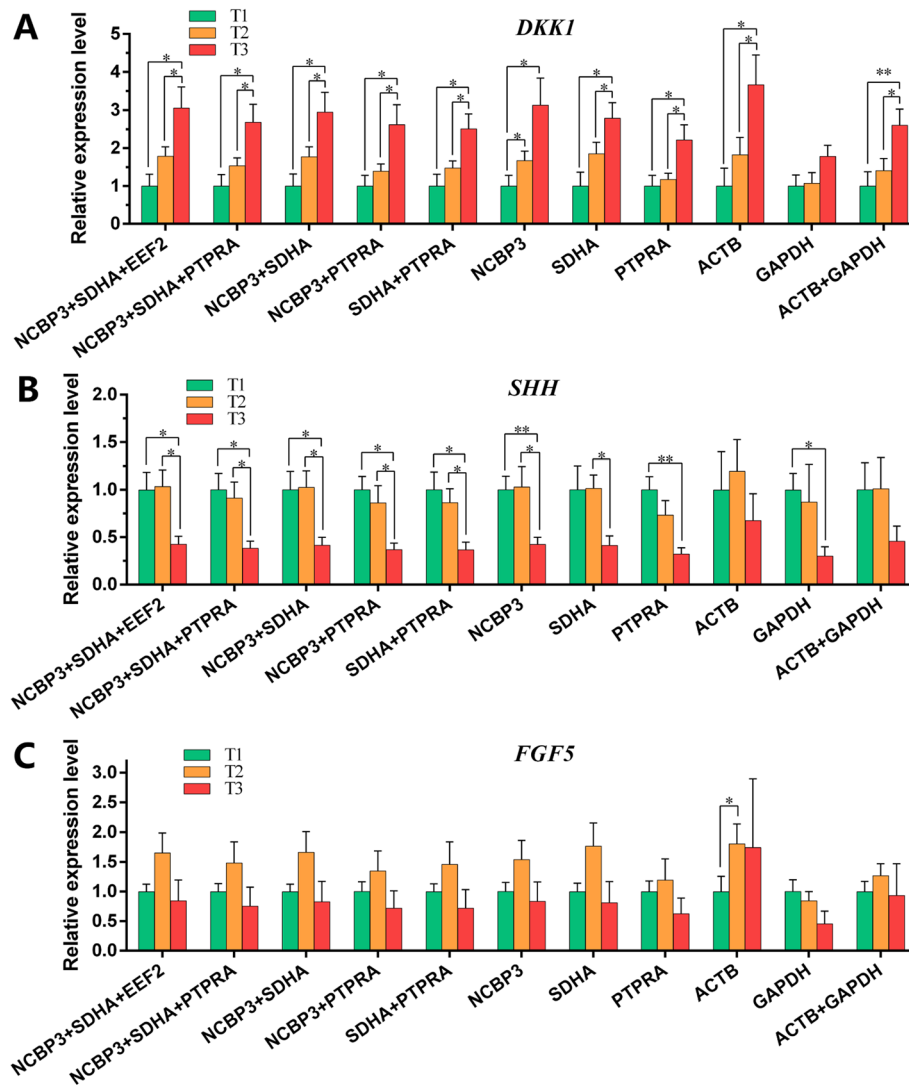 A
DKK1
T1
T2
T3
Relative expression level
5
4
3
2
1
0
* * * * * * * * * * * * * * * * * * ** *
NCBP3+SDHA+EEF2
NCBP3+SDHA+PTPRA
NCBP3+SDHA
NCBP3+PTPRA
SDHA+PTPRA
NCBP3
SDHA
PTPRA
ACTB
GAPDH
ACTB+GAPDH
B
SHH
T1
T2
T3
Relative expression level
2.0
1.5
1.0
0.5
0.0
* * * * * * * * * * ** * * ** *
NCBP3+SDHA+EEF2
NCBP3+SDHA+PTPRA
NCBP3+SDHA
NCBP3+PTPRA
SDHA+PTPRA
NCBP3
SDHA
PTPRA
ACTB
GAPDH
ACTB+GAPDH
C
FGF5
T1
T2
T3
Relative expression level
3.0
2.5
2.0
1.5
1.0
0.5
0.0
*
NCBP3+SDHA+EEF2
NCBP3+SDHA+PTPRA
NCBP3+SDHA
NCBP3+PTPRA
SDHA+PTPRA
NCBP3
SDHA
PTPRA
ACTB
GAPDH
ACTB+GAPDH